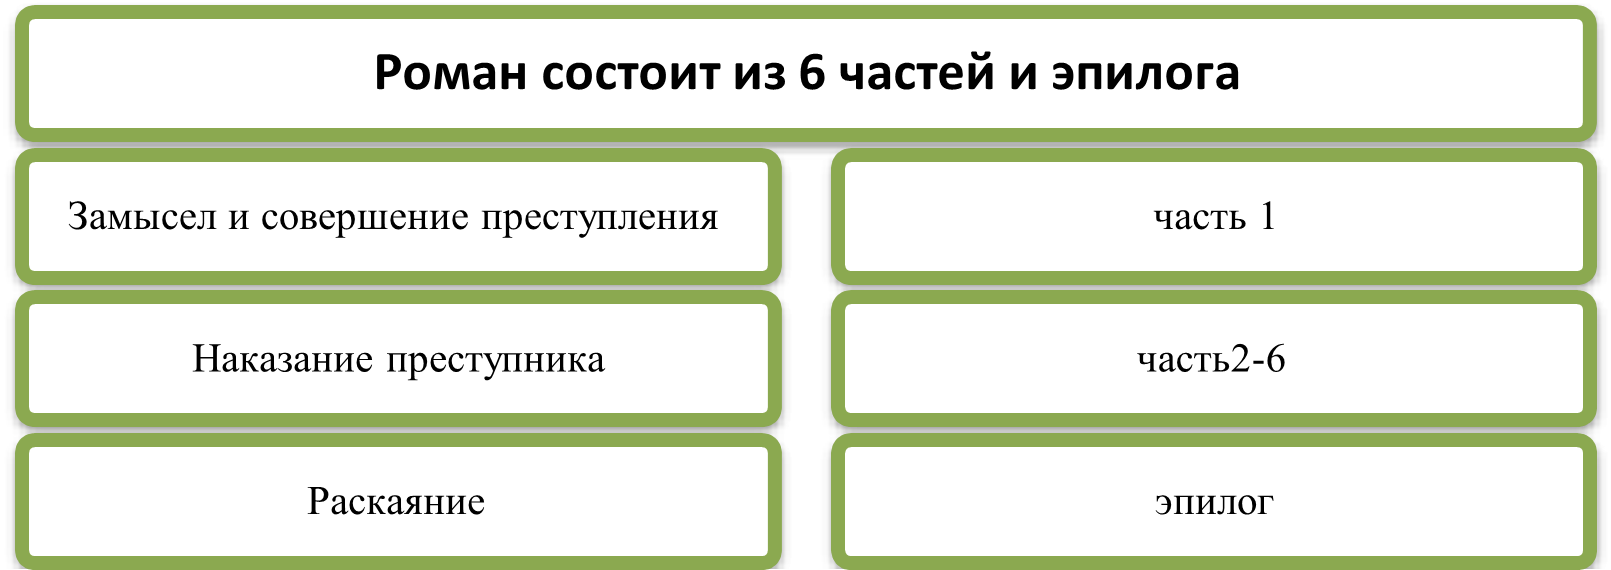 Роман состоит из 6 частей и эпилога
Замысел и совершение преступления
часть 1
Наказание преступника
часть2-6
Раскаяние
эпилог